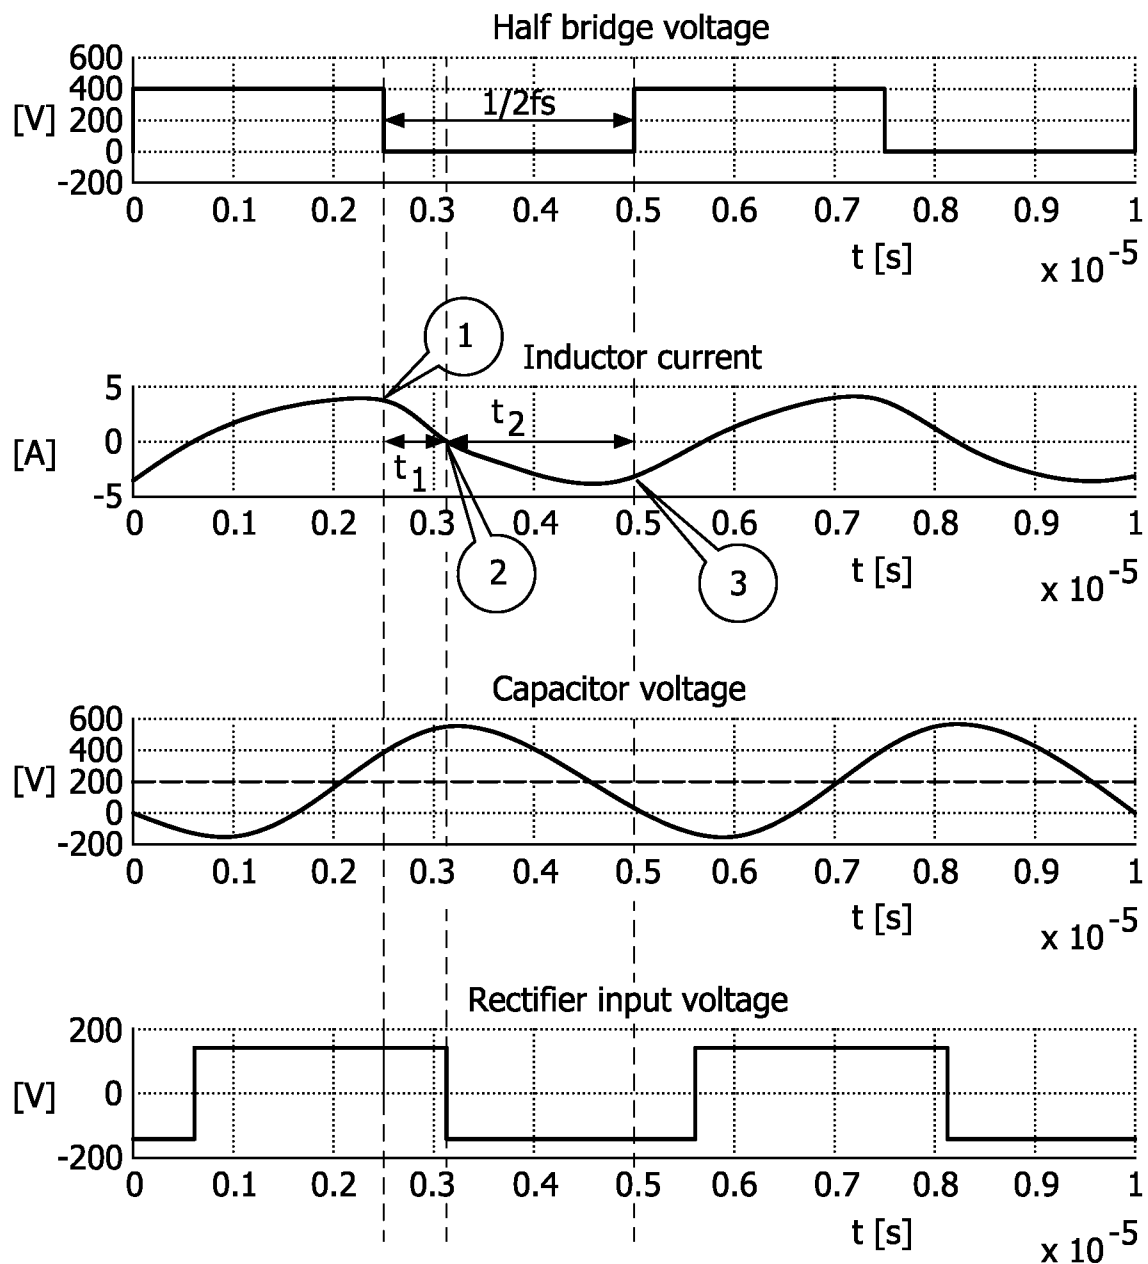 Half bridge voltage
600
400
[V] 200
0
-200
1/2fs
0 0.1 0.2 0.3 0.4 0.5 0.6 0.7 0.8 0.9 1
t [s] x 10-5
1
Inductor current
5
[A] 0
-5
t2
t1
0 0.1 0.2 0.3 0.4 0.5 0.6 0.7 0.8 0.9 1
2
3
t [s] x 10-5
Capacitor voltage
600
400
[V] 200
0
-200
0 0.1 0.2 0.3 0.4 0.5 0.6 0.7 0.8 0.9 1
t [s] x 10-5
Rectifier input voltage
200
[V] 0
-200
0 0.1 0.2 0.3 0.4 0.5 0.6 0.7 0.8 0.9 1
t [s] x 10-5